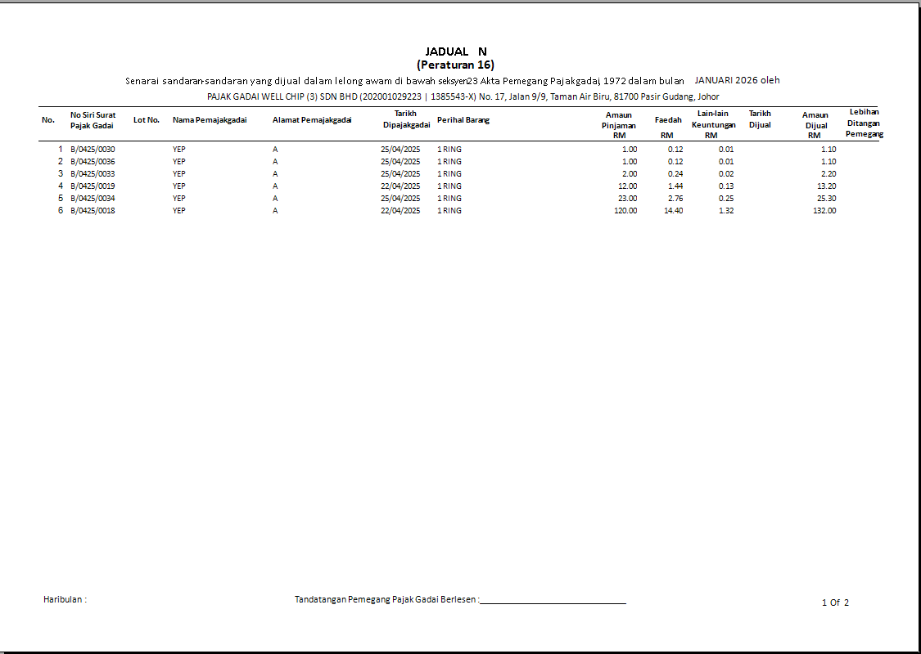 JADUAL N
(Peraturan 16)
Senarai sandaran-sandaran yang dijual dalam lelong awam di bawah seksyen23 Akta Pemegang Pajakgadai, 1972 dalam bulan JANUARI 2026 oleh
PAJAK GADAI WELL CHIP (3) SDN BHD (202001029223 | 1385543-X) No. 17, Jalan 9/9, Taman Air Biru, 81700 Pasir Gudang, Johor
No. No Siri Surat Pajak Gadai Lot No. Nama Pemajakgadai Alamat Pemajakgadai Tarikh Dipajakgadai Perihal Barang Amaun Pinjaman RM Faedah RM Lain-lain Keuntungan RM Tarikh Dijual Amaun Dijual RM Lebihan Ditangan Pemegang
1 B/0425/0030 YEP A 25/04/2025 1 RING 1.00 0.12 0.01 1.10
2 B/0425/0036 YEP A 25/04/2025 1 RING 1.00 0.12 0.01 1.10
3 B/0425/0033 YEP A 25/04/2025 1 RING 2.00 0.24 0.02 2.20
4 B/0425/0019 YEP A 22/04/2025 1 RING 12.00 1.44 0.13 13.20
5 B/0425/0034 YEP A 25/04/2025 1 RING 23.00 2.76 0.25 25.30
6 B/0425/0018 YEP A 22/04/2025 1 RING 120.00 14.40 1.32 132.00
Haribulan : Tandatangan Pemegang Pajak Gadai Berlesen :
1 Of 2